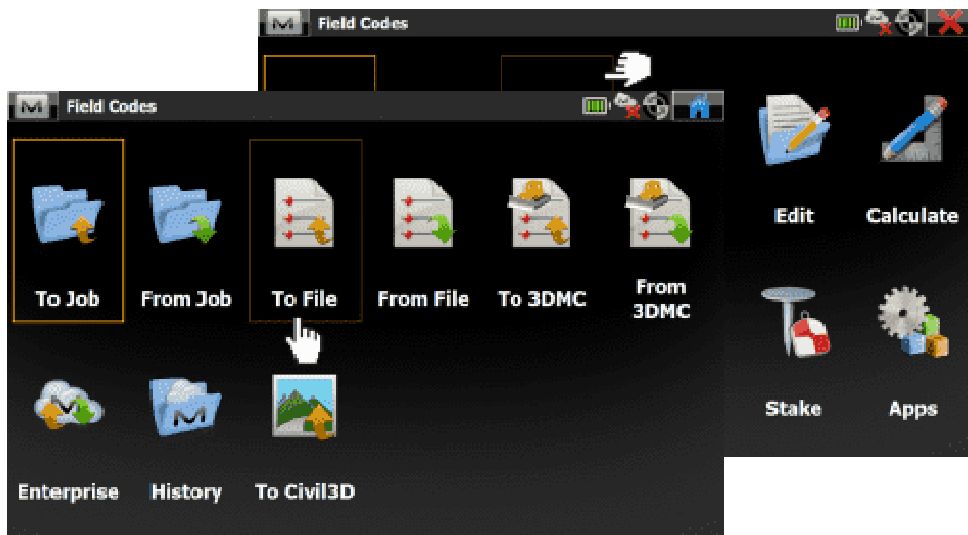 Field Codes
Field Codes
To Job
From Job
To File
From File
To 3DMC
From
3DMC
Enterprise
History
To Civil3D
Edit
Calculate
Stake
Apps